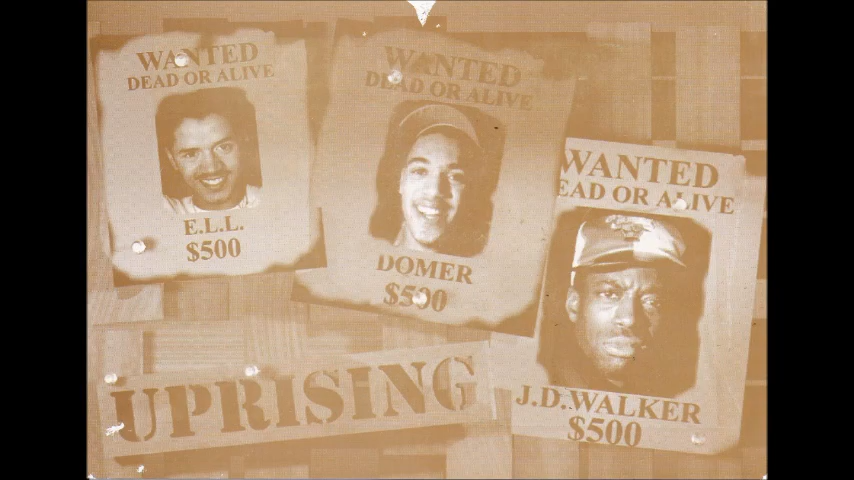 WANTED
DEAD OR ALIVE
E.L.L.
$500
WANTED
DEAD OR ALIVE
DOMER
$500
WANTED
DEAD OR ALIVE
J.D.WALKER
$500
UPRISING